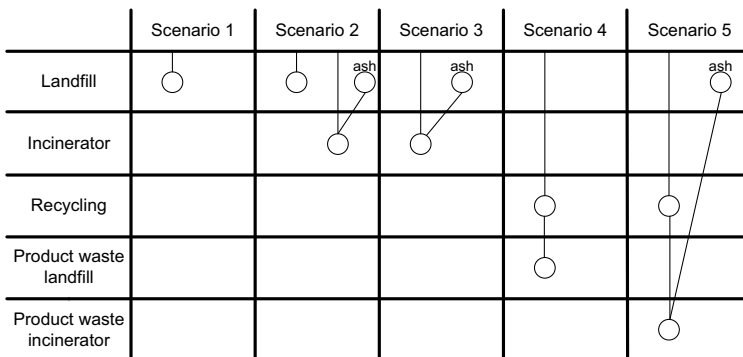 Scenario 1 Scenario 2 Scenario 3 Scenario 4 Scenario 5
ash ash ash
Landfill
Incinerator
Recycling
Product waste
landfill
Product waste
incinerator